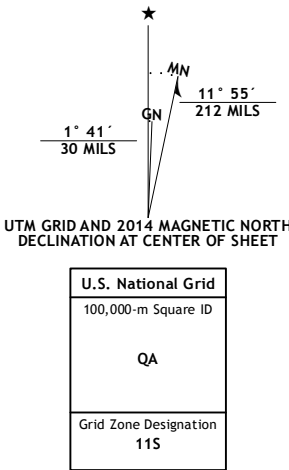 ★
MN
GN
11° 55´
212 MILS
1° 41´
30 MILS
UTM GRID AND 2014 MAGNETIC NORTH
DECLINATION AT CENTER OF SHEET
U.S. National Grid
100,000-m Square ID
QA
Grid Zone Designation
11S